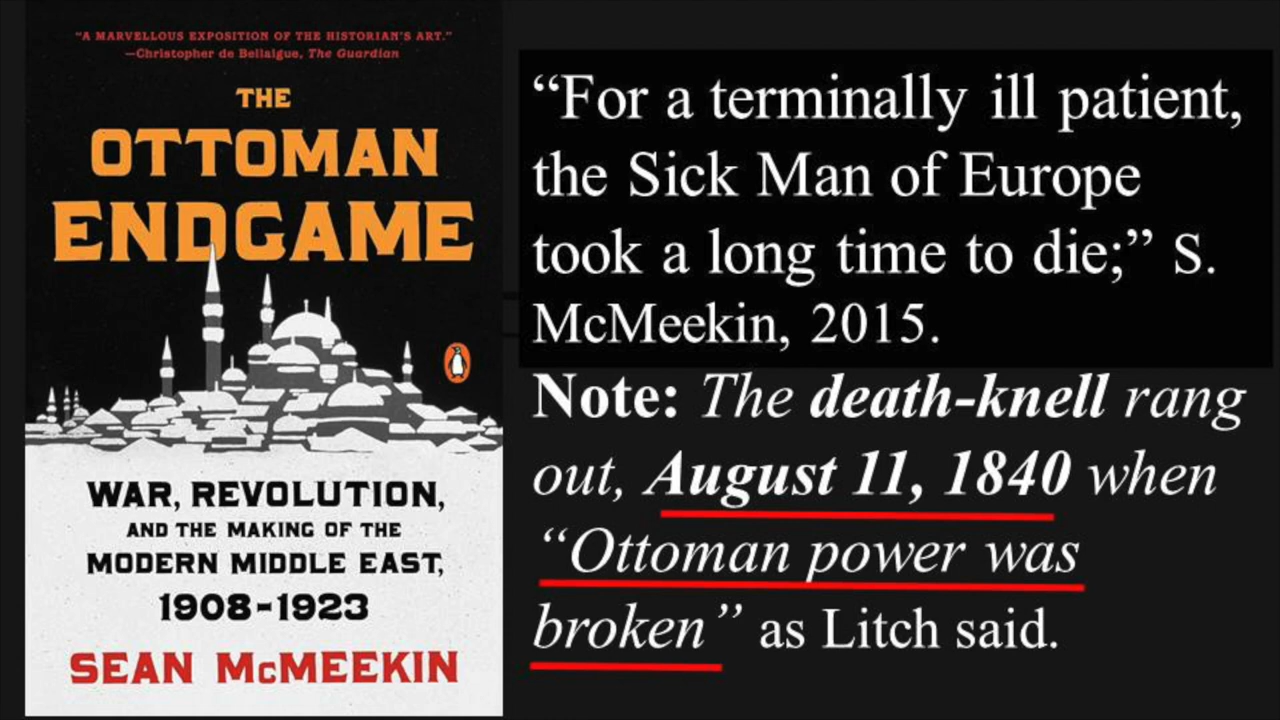 “A MARVELLOUS EXPOSITION OF THE HISTORIAN’S ART.”
—Christopher de Bellaigue, The Guardian
THE
OTTOMAN
ENDGAME
WAR, REVOLUTION,
AND THE MAKING OF THE
MODERN MIDDLE EAST,
1908-1923
SEAN McMEEKIN
“For a terminally ill patient,
the Sick Man of Europe
took a long time to die;” S.
McMeekin, 2015.
Note: The death-knell rang
out, August 11, 1840 when
“Ottoman power was
broken” as Litch said.